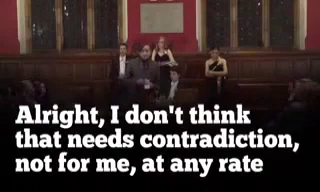 Alright, I don't think
that needs contradiction,
not for me, at any rate